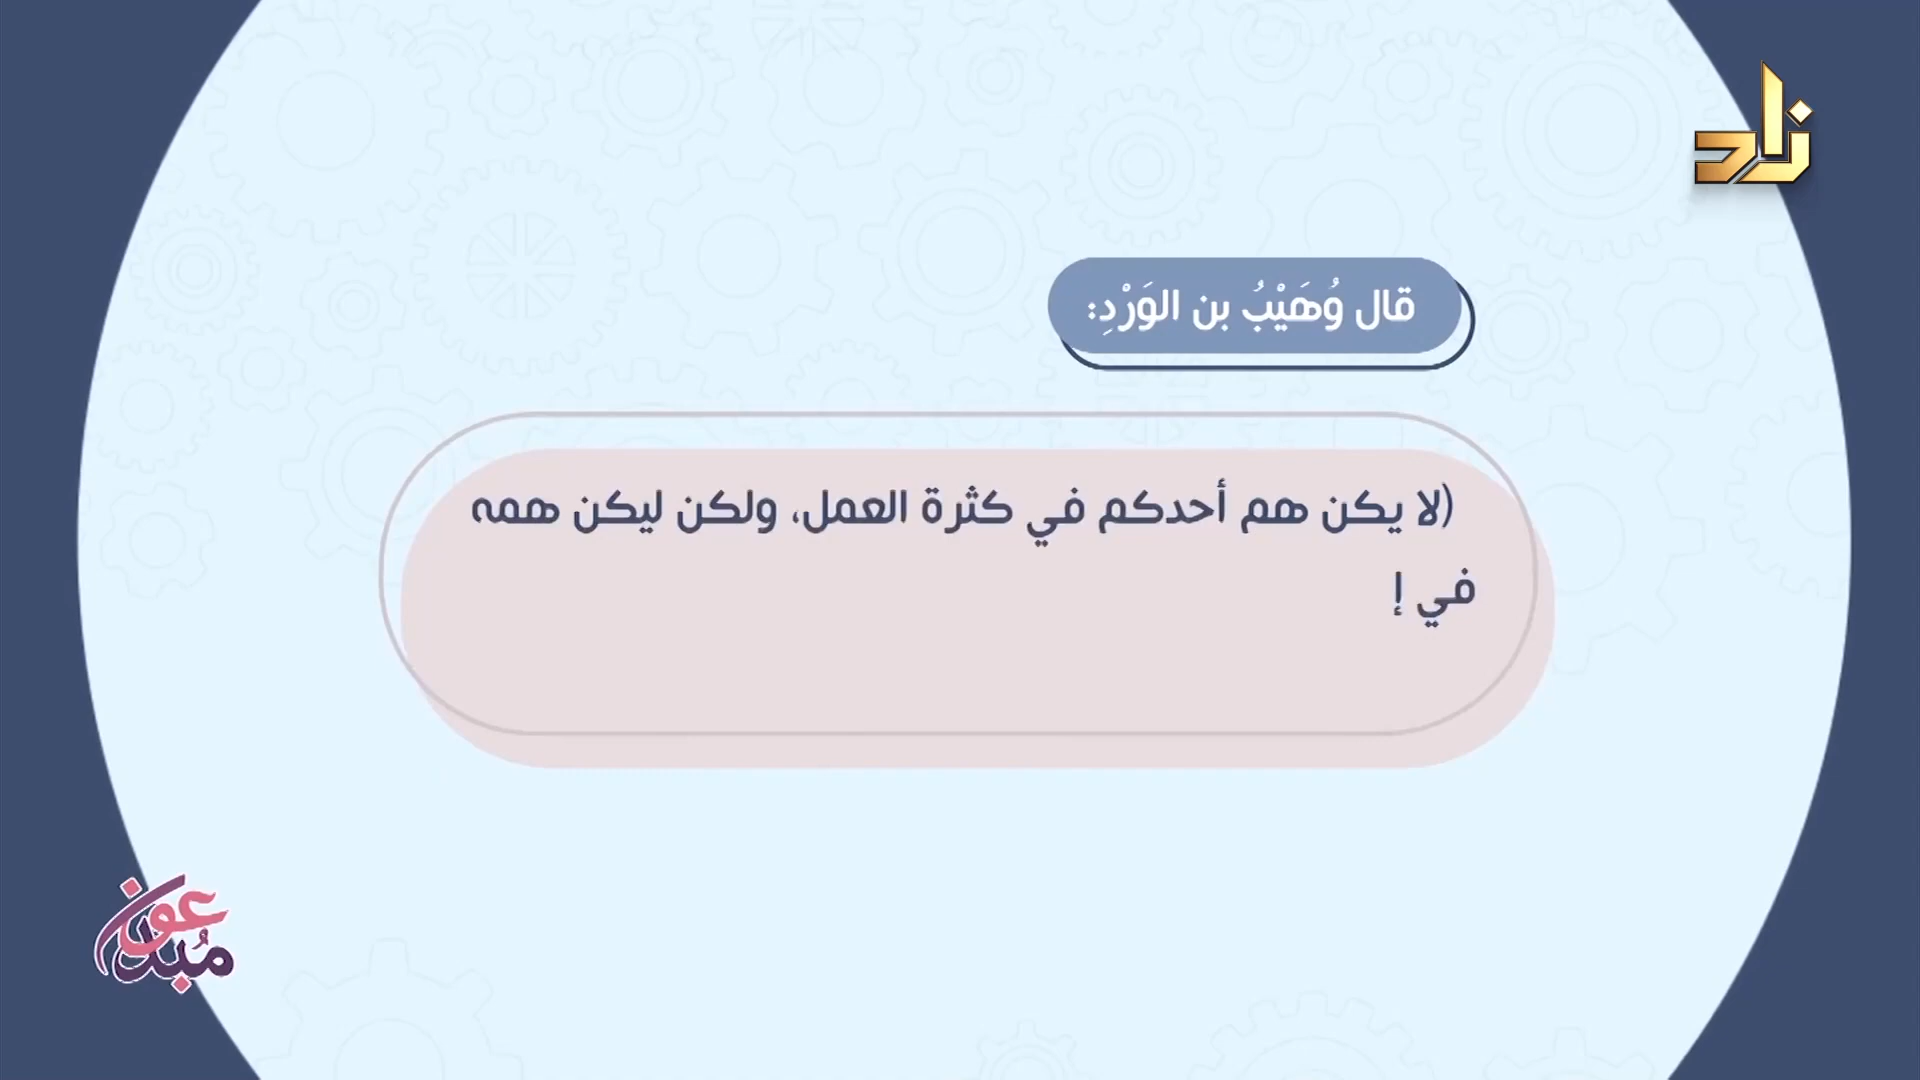 زاد
قال وُهَيْبُ بن الوَرْدِ:
(لا يكن هم أحدكم في كثرة العمل، ولكن ليكن همه
في إ
مُبدعون